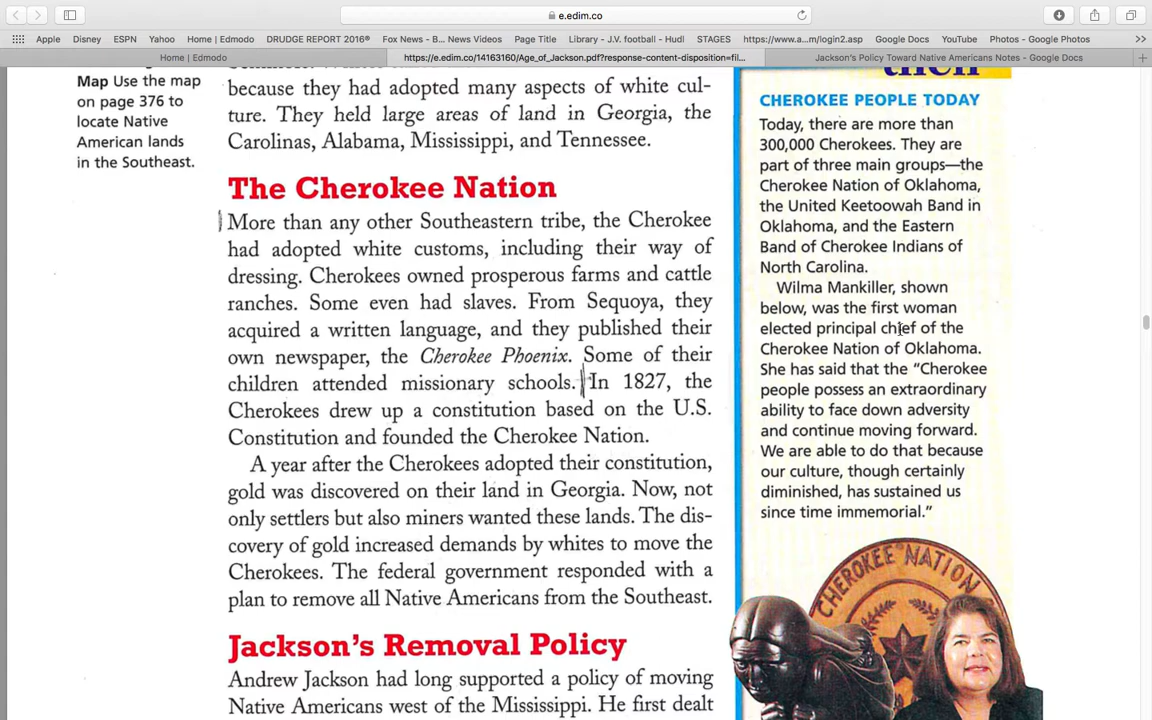 e.edim.co
Apple Disney ESPN Yahoo Home | Edmodo DRUDGE REPORT 2016® Fox News - B... News Videos Page Title Library - J.V. football - Hudl STAGES https://www.a...m/login2.asp Google Docs YouTube Photos - Google Photos
Home | Edmodo https://e.edim.co/14163160/Age_of_Jackson.pdf?response-content-disposition=fil... Jackson's Policy Toward Native Americans Notes - Google Docs
Map Use the map
on page 376 to
locate Native
American lands
in the Southeast.
because they had adopted many aspects of white cul-
ture. They held large areas of land in Georgia, the
Carolinas, Alabama, Mississippi, and Tennessee.
The Cherokee Nation
More than any other Southeastern tribe, the Cherokee
had adopted white customs, including their way of
dressing. Cherokees owned prosperous farms and cattle
ranches. Some even had slaves. From Sequoya, they
acquired a written language, and they published their
own newspaper, the Cherokee Phoenix. Some of their
children attended missionary schools. In 1827, the
Cherokees drew up a constitution based on the U.S.
Constitution and founded the Cherokee Nation.
A year after the Cherokees adopted their constitution,
gold was discovered on their land in Georgia. Now, not
only settlers but also miners wanted these lands. The dis-
covery of gold increased demands by whites to move the
Cherokees. The federal government responded with a
plan to remove all Native Americans from the Southeast.
Jackson's Removal Policy
Andrew Jackson had long supported a policy of moving
Native Americans west of the Mississippi. He first dealt
then
CHEROKEE PEOPLE TODAY
Today, there are more than
300,000 Cherokees. They are
part of three main groups—the
Cherokee Nation of Oklahoma,
the United Keetoowah Band in
Oklahoma, and the Eastern
Band of Cherokee Indians of
North Carolina.
Wilma Mankiller, shown
below, was the first woman
elected principal chief of the
Cherokee Nation of Oklahoma.
She has said that the "Cherokee
people possess an extraordinary
ability to face down adversity
and continue moving forward.
We are able to do that because
our culture, though certainly
diminished, has sustained us
since time immemorial."
CHEROKEE NATION